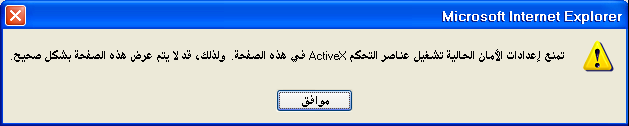 Microsoft Internet Explorer
تمنع إعدادات الأمان الحالية تشغيل عناصر التحكم ActiveX في هذه الصفحة. ولذلك، قد لا يتم عرض هذه الصفحة بشكل صحيح.
موافق